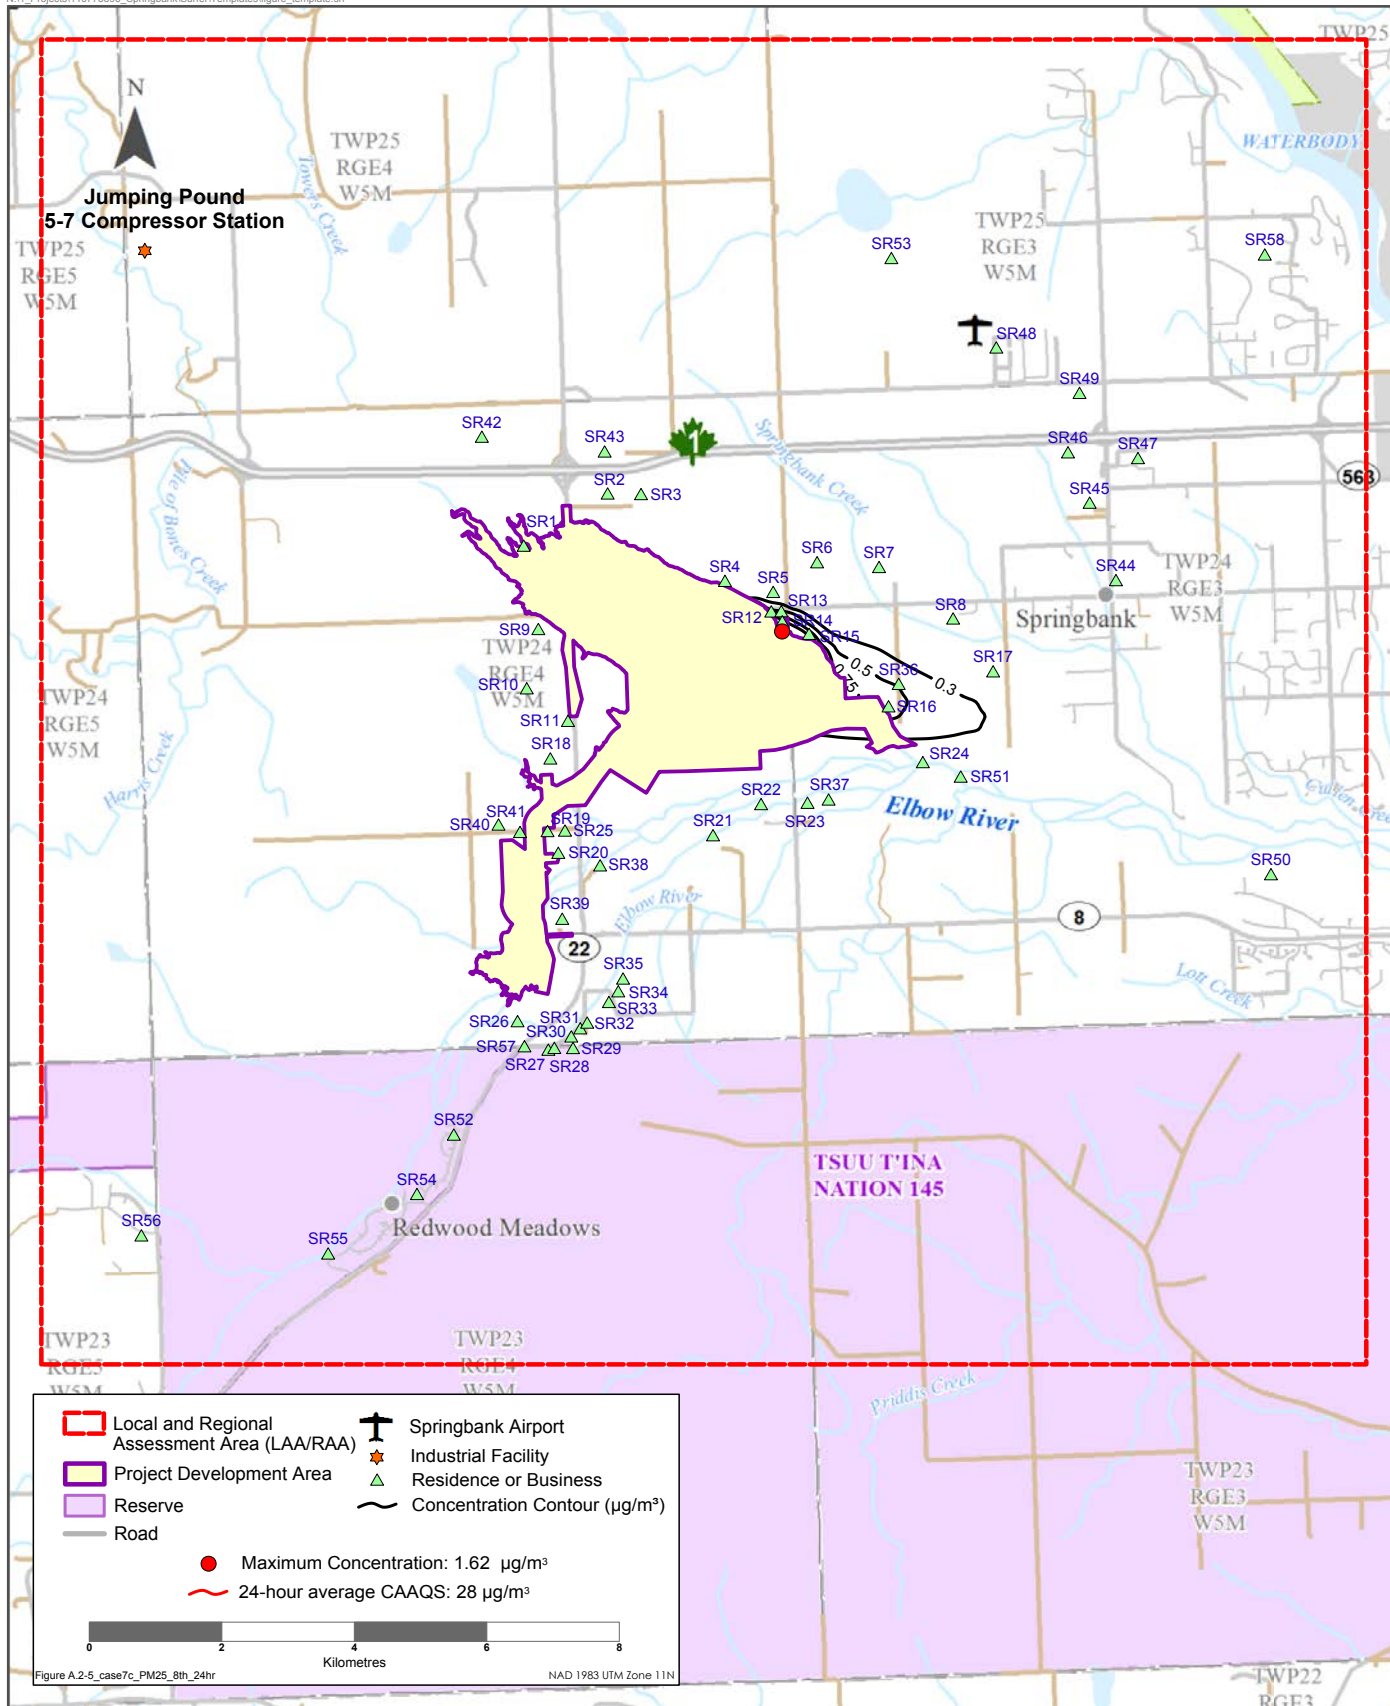 TWP25
N
TWP25
RGE4
W5M
WATERBODY
Towers Creek
Jumping Pound
5-7 Compressor Station
TWP25
RGE5
W5M
TWP25
RGE3
W5M
SR53
SR58
SR48
SR49
SR42
SR43
1
SR46
SR47
Springbank Creek
563
Pile of Bones Creek
SR2
SR3
SR45
SR1
SR6
SR7
SR4
SR5
SR44
TWP24
RGE3
W5M
SR13
SR12
SR14
SR15
SR8
Springbank
SR9
TWP24
RGE4
W5M
0.5
0.75
SR36
0.3
SR17
SR10
TWP24
RGE5
W5M
SR11
SR16
SR18
SR24
SR51
Harris Creek
SR22
SR37
Elbow River
Cullen Creek
SR41
SR40
SR19
SR25
SR23
SR21
SR20
SR38
SR50
Elbow River
SR39
8
22
SR35
Lott Creek
SR34
SR33
SR26
SR31
SR32
SR30
SR57
SR29
SR27
SR28
SR52
TSUU T'INA
NATION 145
SR54
SR56
Redwood Meadows
SR55
TWP23
RGE5
W5M
TWP23
RGE4
W5M
Priddis Creek
TWP23
RGE3
W5M
Local and Regional
Assessment Area (LAA/RAA)
Project Development Area
Reserve
Road
Springbank Airport
Industrial Facility
Residence or Business
Concentration Contour (µg/m³)
Maximum Concentration: 1.62 µg/m³
24-hour average CAAQS: 28 µg/m³
0 2 4 6 8
Kilometres
Figure A.2-5_case7c_PM25_8th_24hr
NAD 1983 UTM Zone 11N
TWP22
RGE3